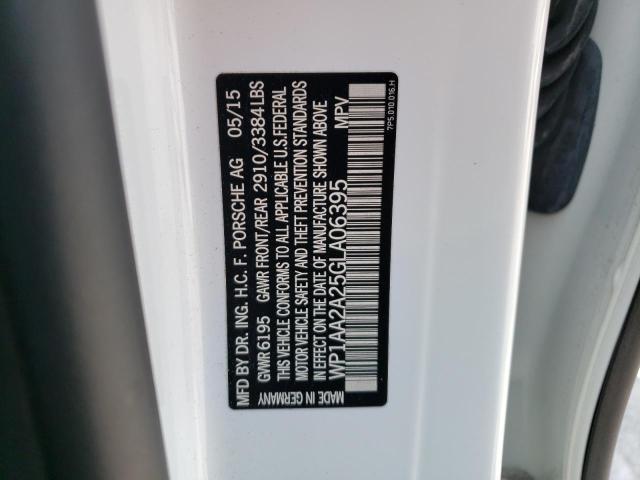 MFD BY DR. ING. H.C. F. PORSCHE AG 05/15
GVWR 6195 GAWR FRONT/REAR 2910/3384 LBS
THIS VEHICLE CONFORMS TO ALL APPLICABLE U.S.FEDERAL
MOTOR VEHICLE SAFETY AND THEFT PREVENTION STANDARDS
IN EFFECT ON THE DATE OF MANUFACTURE SHOWN ABOVE
WP1AA2A25GLA06395 MPV
MADE IN GERMANY
7P5.010.016.H